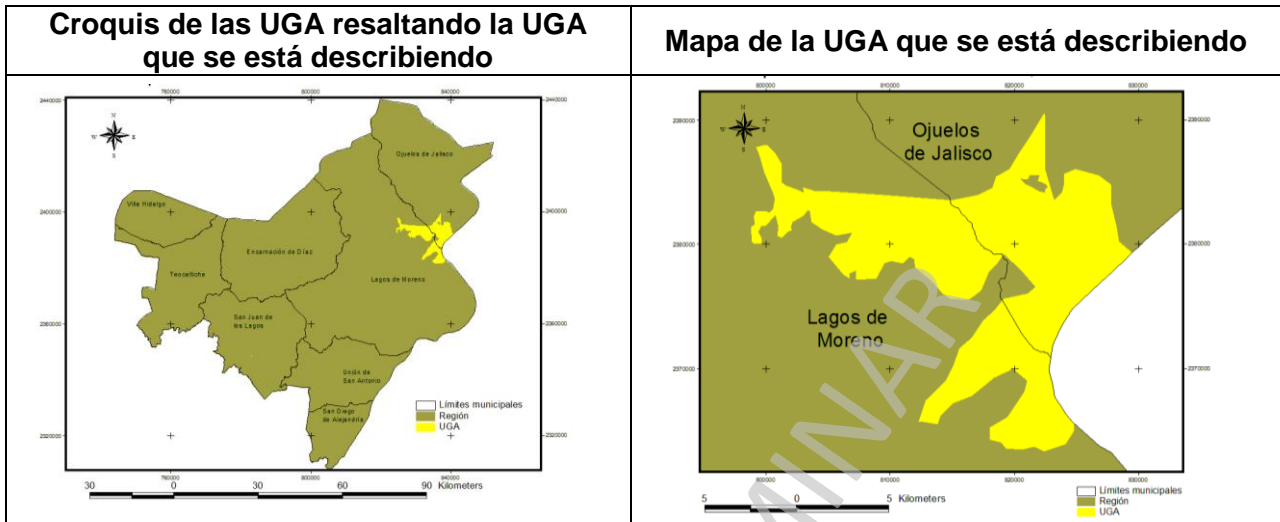 Croquis de las UGA resaltando la UGA
que se está describiendo
Mapa de la UGA que se está describiendo
760000
800000
840000
2440000
2440000
N
W
E
S
Ojuelos de Jalisco
Villa Hidalgo
2400000
2400000
Encarnación de Díaz
Teocaltiche
Lagos de Moreno
San Juan de
los Lagos
2360000
2360000
Unión de
San Antonio
San Diego
de Alejandría
Límites municipales
Región
UGA
2320000
2320000
760000
800000
840000
30
0
30
60
90 Kilometers
800000
810000
820000
830000
N
W
E
S
Ojuelos
de Jalisco
Lagos de
Moreno
2390000
2380000
2380000
2370000
2370000
800000
810000
820000
830000
5
0
5 Kilometers
Límites municipales
Región
UGA
MINAR